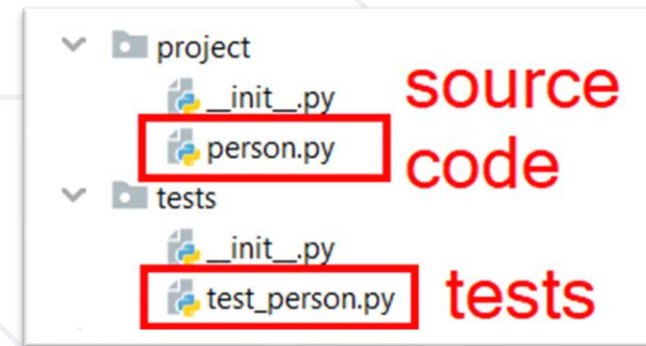 project
__init__.py
person.py
source
code
tests
__init__.py
test_person.py
tests